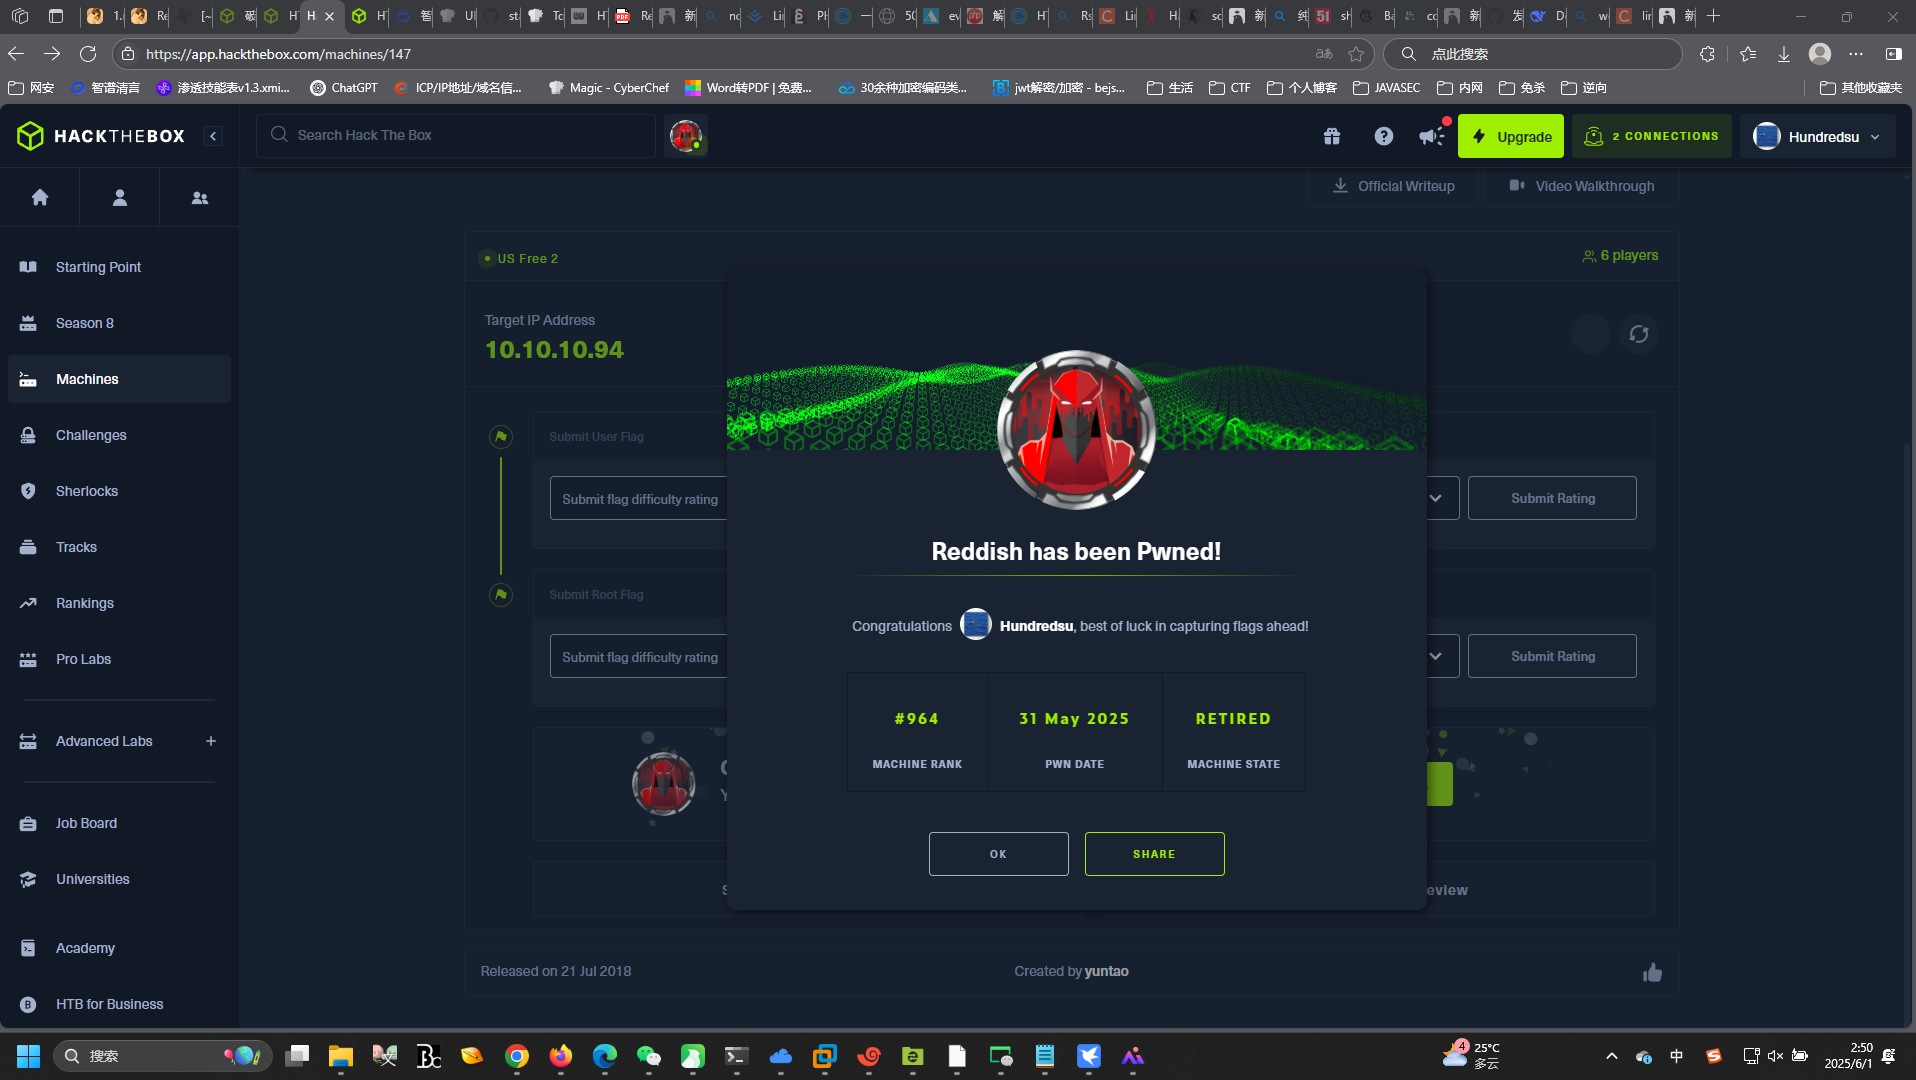 https://app.hackthebox.com/machines/147
点此搜索
网安
智谱清言
渗透技能表v1.3.xmi...
ChatGPT
ICP/IP地址/域名信...
Magic - CyberChef
Word转PDF | 免费...
30余种加密编码类...
jwt解密/加密 - bejs...
生活
CTF
个人博客
JAVASEC
内网
免杀
逆向
其他收藏夹
HACKTHEBOX
Search Hack The Box
Upgrade
2 CONNECTIONS
Hundredsu
Official Writeup
Video Walkthrough
Starting Point
Season 8
Machines
Challenges
Sherlocks
Tracks
Rankings
Pro Labs
Advanced Labs
Job Board
Universities
Academy
HTB for Business
US Free 2
6 players
Target IP Address
10.10.10.94
Submit User Flag
Submit flag difficulty rating
Submit Rating
Submit Root Flag
Submit flag difficulty rating
Submit Rating
Reddish has been Pwned!
Congratulations Hundredsu, best of luck in capturing flags ahead!
#964
MACHINE RANK
31 May 2025
PWN DATE
RETIRED
MACHINE STATE
OK
SHARE
eview
Released on 21 Jul 2018
Created by yuntao
搜索
4
25°C
多云
中
2:50
2025/6/1